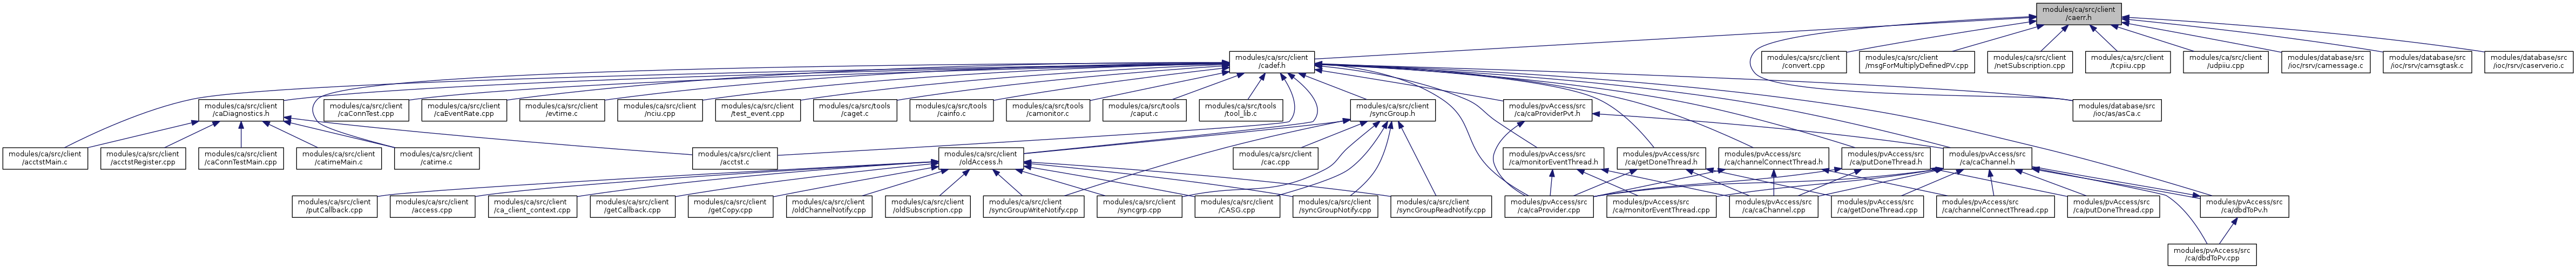 modules/ca/src/client
/caerr.h
modules/ca/src/client
/cadef.h
modules/ca/src/client
/convert.cpp
modules/ca/src/client
/msgForMultiplyDefinedPV.cpp
modules/ca/src/client
/netSubscription.cpp
modules/ca/src/client
/tcpiiu.cpp
modules/ca/src/client
/udpiiu.cpp
modules/database/src
/ioc/rsrv/camessage.c
modules/database/src
/ioc/rsrv/camsgtask.c
modules/database/src
/ioc/rsrv/caserverio.c
modules/ca/src/client
/caDiagnostics.h
modules/ca/src/client
/caConnTest.cpp
modules/ca/src/client
/caEventRate.cpp
modules/ca/src/client
/evtime.c
modules/ca/src/client
/nciu.cpp
modules/ca/src/client
/test_event.cpp
modules/ca/src/tools
/caget.c
modules/ca/src/tools
/cainfo.c
modules/ca/src/tools
/camonitor.c
modules/ca/src/tools
/caput.c
modules/ca/src/tools
/tool_lib.c
modules/ca/src/client
/syncGroup.h
modules/pvAccess/src
/ca/caProviderPvt.h
modules/database/src
/ioc/as/asCa.c
modules/ca/src/client
/acctstMain.c
modules/ca/src/client
/acctstRegister.cpp
modules/ca/src/client
/caConnTestMain.cpp
modules/ca/src/client
/catimeMain.c
modules/ca/src/client
/catime.c
modules/ca/src/client
/acctst.c
modules/ca/src/client
/oldAccess.h
modules/ca/src/client
/cac.cpp
modules/pvAccess/src
/ca/monitorEventThread.h
modules/pvAccess/src
/ca/getDoneThread.h
modules/pvAccess/src
/ca/channelConnectThread.h
modules/pvAccess/src
/ca/putDoneThread.h
modules/pvAccess/src
/ca/caChannel.h
modules/ca/src/client
/putCallback.cpp
modules/ca/src/client
/access.cpp
modules/ca/src/client
/ca_client_context.cpp
modules/ca/src/client
/getCallback.cpp
modules/ca/src/client
/getCopy.cpp
modules/ca/src/client
/oldChannelNotify.cpp
modules/ca/src/client
/oldSubscription.cpp
modules/ca/src/client
/syncGroupWriteNotify.cpp
modules/ca/src/client
/syncgrp.cpp
modules/ca/src/client
/CASG.cpp
modules/ca/src/client
/syncGroupNotify.cpp
modules/ca/src/client
/syncGroupReadNotify.cpp
modules/pvAccess/src
/ca/caProvider.cpp
modules/pvAccess/src
/ca/monitorEventThread.cpp
modules/pvAccess/src
/ca/caChannel.cpp
modules/pvAccess/src
/ca/getDoneThread.cpp
modules/pvAccess/src
/ca/channelConnectThread.cpp
modules/pvAccess/src
/ca/putDoneThread.cpp
modules/pvAccess/src
/ca/dbdToPv.h
modules/pvAccess/src
/ca/dbdToPv.cpp